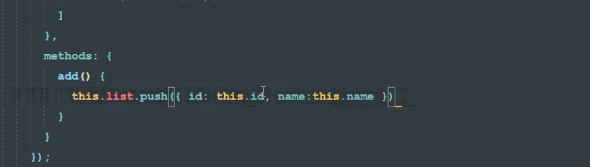 ]
},
methods: {
add() {
this.list.push({ id: this.id, name:this.name })
}
}
});